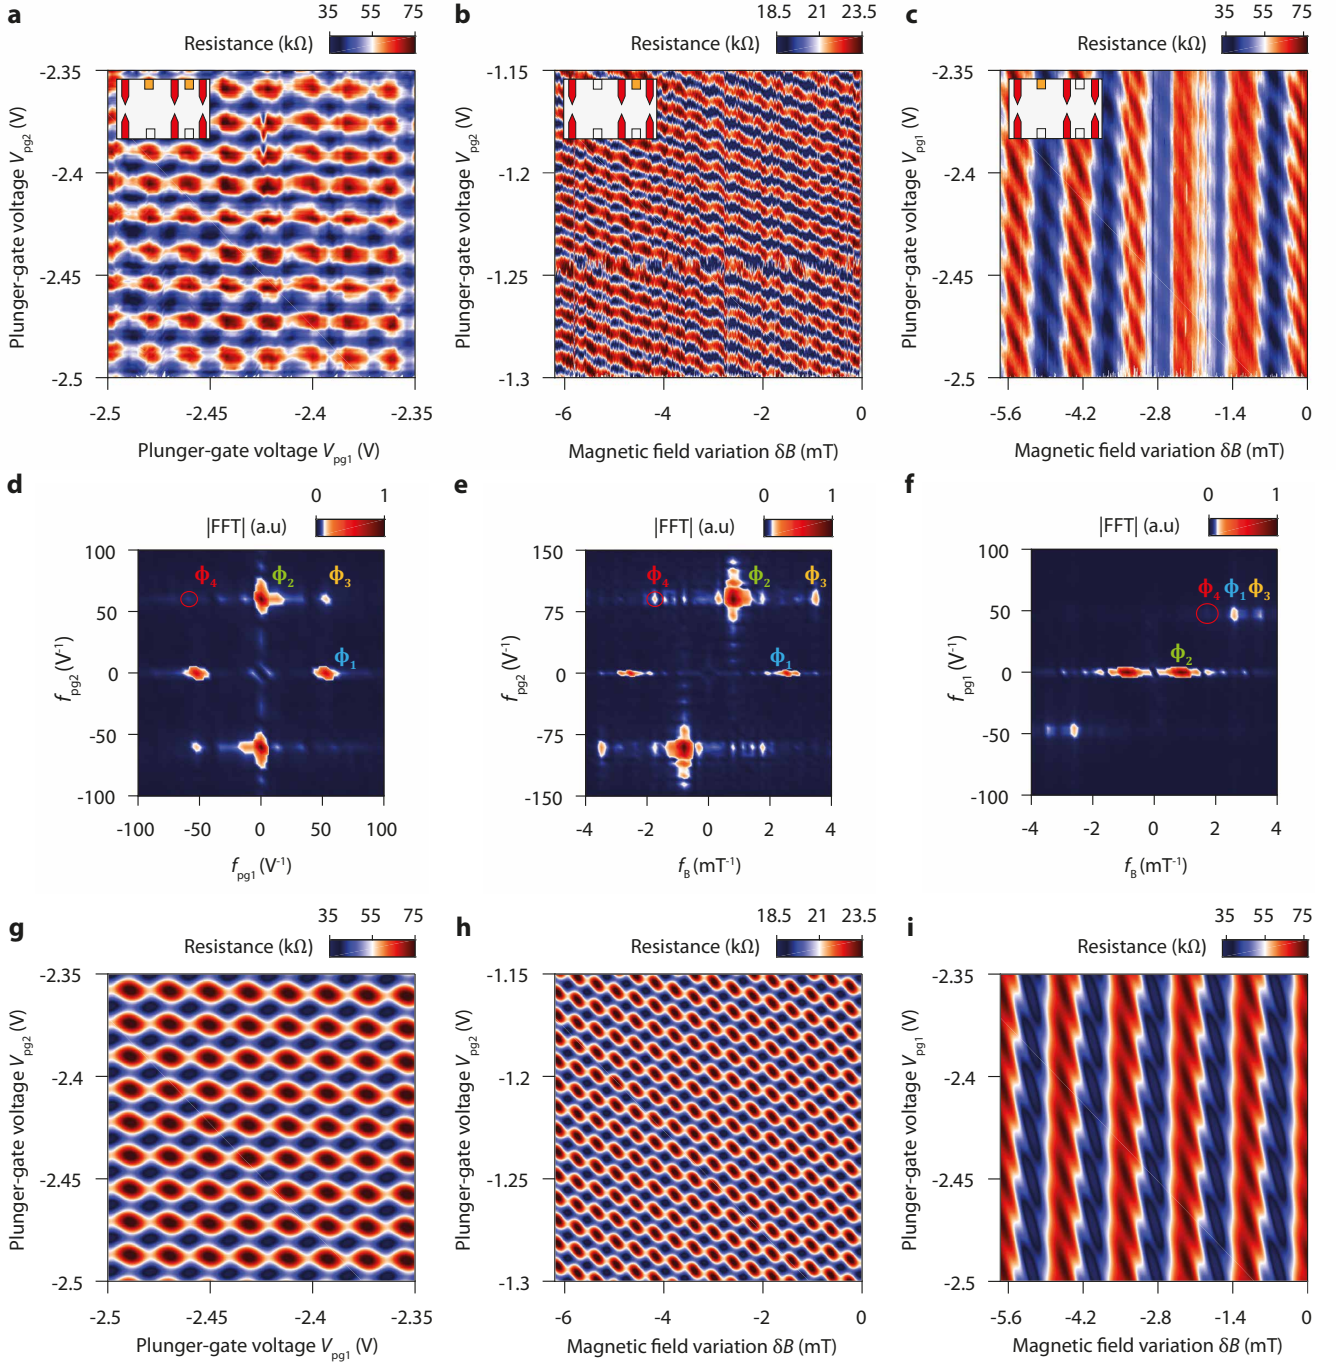 a
Resistance (kΩ)
35 55 75
-2.35
-2.4
-2.45
-2.5
Plunger-gate voltage Vpg2 (V)
-2.5 -2.45 -2.4 -2.35
Plunger-gate voltage Vpg1 (V)
b
Resistance (kΩ)
18.5 21 23.5
-1.15
-1.2
-1.25
-1.3
Plunger-gate voltage Vpg2 (V)
-6 -4 -2 0
Magnetic field variation δB (mT)
c
Resistance (kΩ)
35 55 75
-2.35
-2.4
-2.45
-2.5
Plunger-gate voltage Vpg1 (V)
-5.6 -4.2 -2.8 -1.4 0
Magnetic field variation δB (mT)
d
0 1
|FFT| (a.u)
100
50
0
-50
-100
fpg2 (V-1)
ϕ4 ϕ2 ϕ3
ϕ1
-100 -50 0 50 100
fpg1 (V-1)
e
0 1
|FFT| (a.u)
150
75
0
-75
-150
fpg2 (V-1)
ϕ4 ϕ2 ϕ3
ϕ1
-4 -2 0 2 4
fB (mT-1)
f
0 1
|FFT| (a.u)
100
50
0
-50
-100
fpg1 (V-1)
ϕ4 ϕ1 ϕ3
ϕ2
-4 -2 0 2 4
fB (mT-1)
g
35 55 75
Resistance (kΩ)
-2.35
-2.4
-2.45
-2.5
Plunger-gate voltage Vpg2 (V)
-2.5 -2.45 -2.4 -2.35
Plunger-gate voltage Vpg1 (V)
h
18.5 21 23.5
Resistance (kΩ)
-1.15
-1.2
-1.25
-1.3
Plunger-gate voltage Vpg2 (V)
-6 -4 -2 0
Magnetic field variation δB (mT)
i
35 55 75
Resistance (kΩ)
-2.35
-2.4
-2.45
-2.5
Plunger-gate voltage Vpg1 (V)
-5.6 -4.2 -2.8 -1.4 0
Magnetic field variation δB (mT)